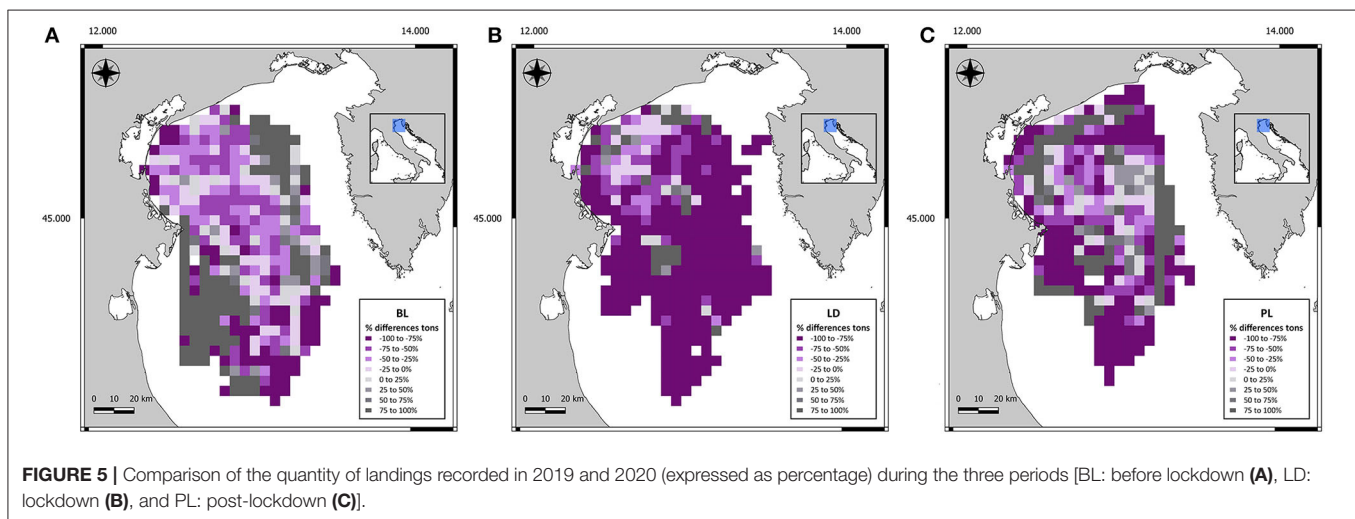 A
12.000
14.000
45.000
BL
% differences tons
-100 to -75%
-75 to -50%
-50 to -25%
-25 to 0%
0 to 25%
25 to 50%
50 to 75%
75 to 100%
0 10 20 km
B
12.000
14.000
45.000
LD
% differences tons
-100 to -75%
-75 to -50%
-50 to -25%
-25 to 0%
0 to 25%
25 to 50%
50 to 75%
75 to 100%
0 10 20 km
C
12.000
14.000
45.000
PL
% differences tons
-100 to -75%
-75 to -50%
-50 to -25%
-25 to 0%
0 to 25%
25 to 50%
50 to 75%
75 to 100%
0 10 20 km
FIGURE 5 | Comparison of the quantity of landings recorded in 2019 and 2020 (expressed as percentage) during the three periods [BL: before lockdown (A), LD:
lockdown (B), and PL: post-lockdown (C)].